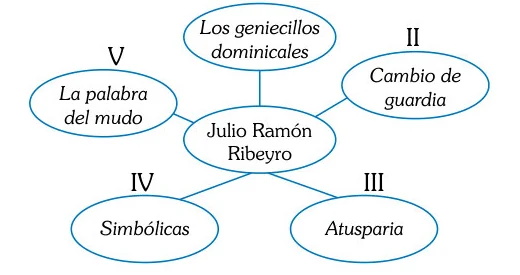 Los geniecillos
dominicales
II
Cambio de
guardia
V
La palabra
del mudo
Julio Ramón
Ribeyro
IV
Simbólicas
III
Atusparia